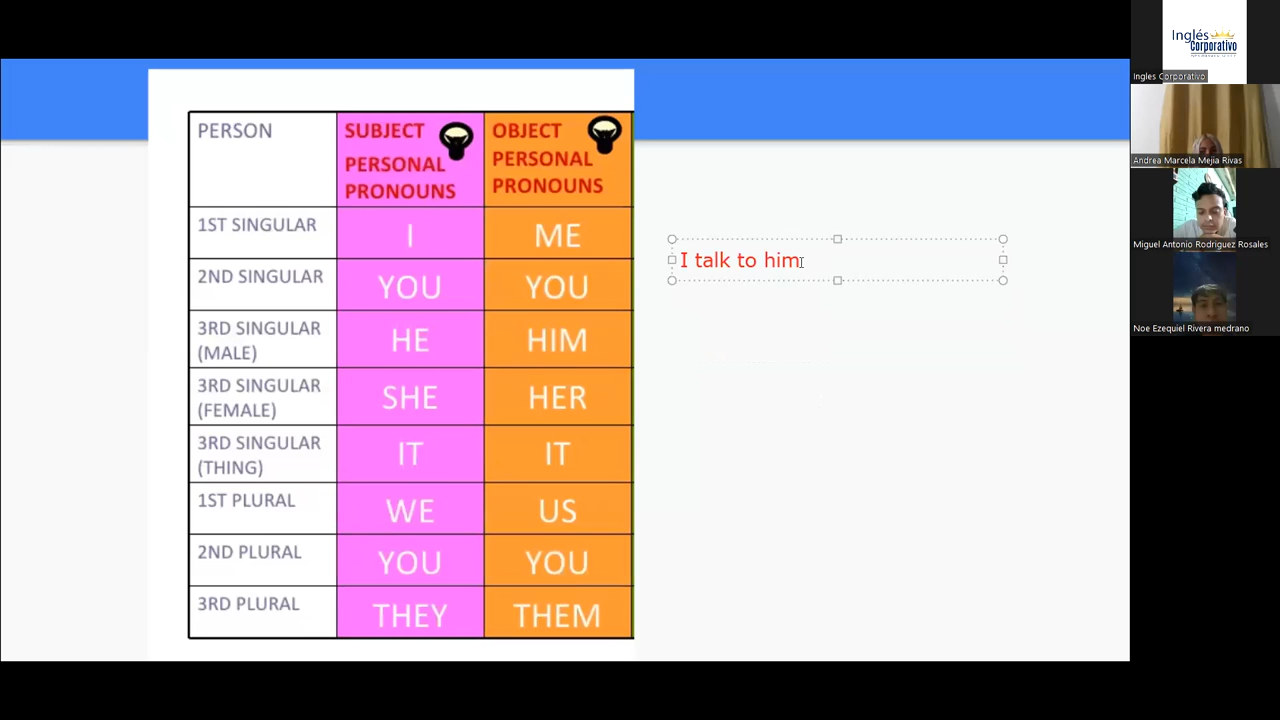 PERSON
SUBJECT
PERSONAL
PRONOUNS
OBJECT
PERSONAL
PRONOUNS
1ST SINGULAR
I
ME
2ND SINGULAR
YOU
YOU
3RD SINGULAR
(MALE)
HE
HIM
3RD SINGULAR
(FEMALE)
SHE
HER
3RD SINGULAR
(THING)
IT
IT
1ST PLURAL
WE
US
2ND PLURAL
YOU
YOU
3RD PLURAL
THEY
THEM
I talk to him
Inglés
Corporativo
Ingles Corporativo
Andrea Marcela Mejia Rivas
Miguel Antonio Rodriguez Rosales
Noe Ezequiel Rivera medrano